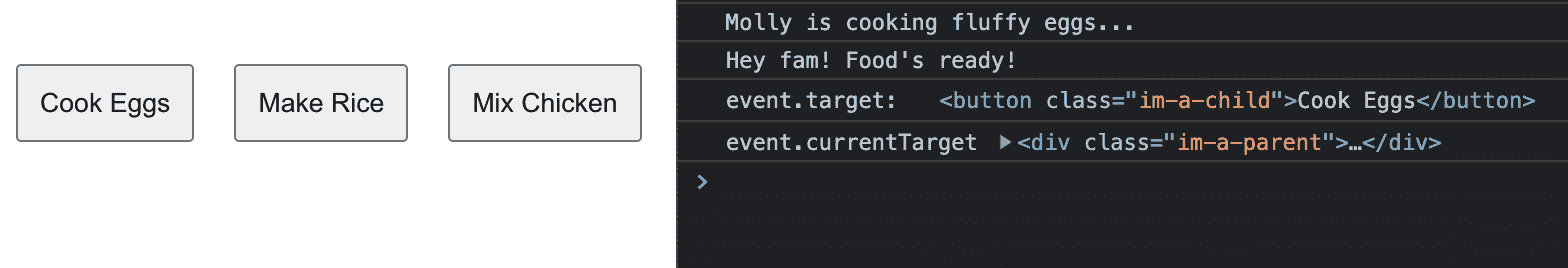 Cook Eggs
Make Rice
Mix Chicken
Molly is cooking fluffy eggs...
Hey fam! Food's ready!
event.target: <button class="im-a-child">Cook Eggs</button>
event.currentTarget ▶<div class="im-a-parent">…</div>
>